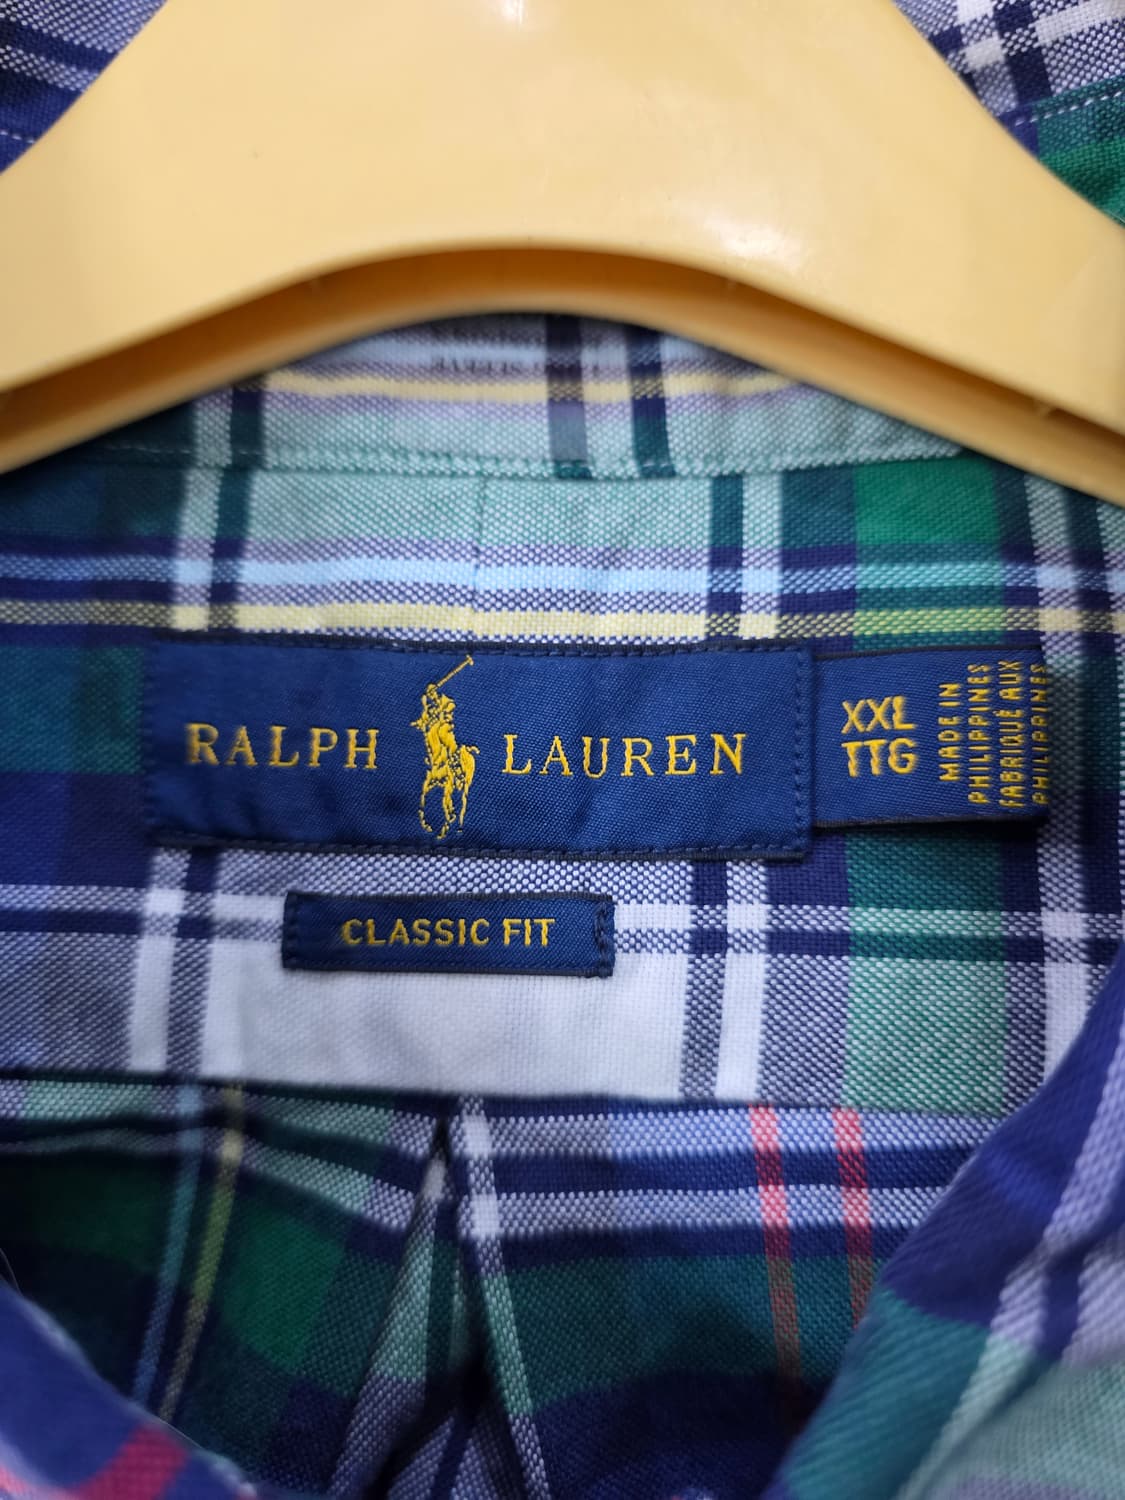 RALPH LAUREN
XXL
TTG
MADE IN
PHILIPPINES
FABRIQUÉ AUX
PHILIPPINES
CLASSIC FIT